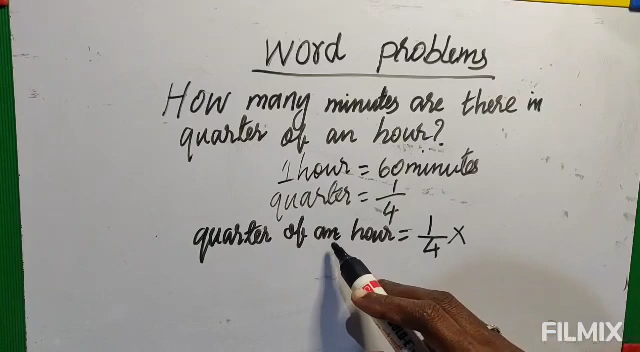 Word problems
How many minutes are there in
quarter of an hour?
1 hour = 60 minutes
quarter = 1/4
quarter of an hour = 1/4 ×
FILMIX